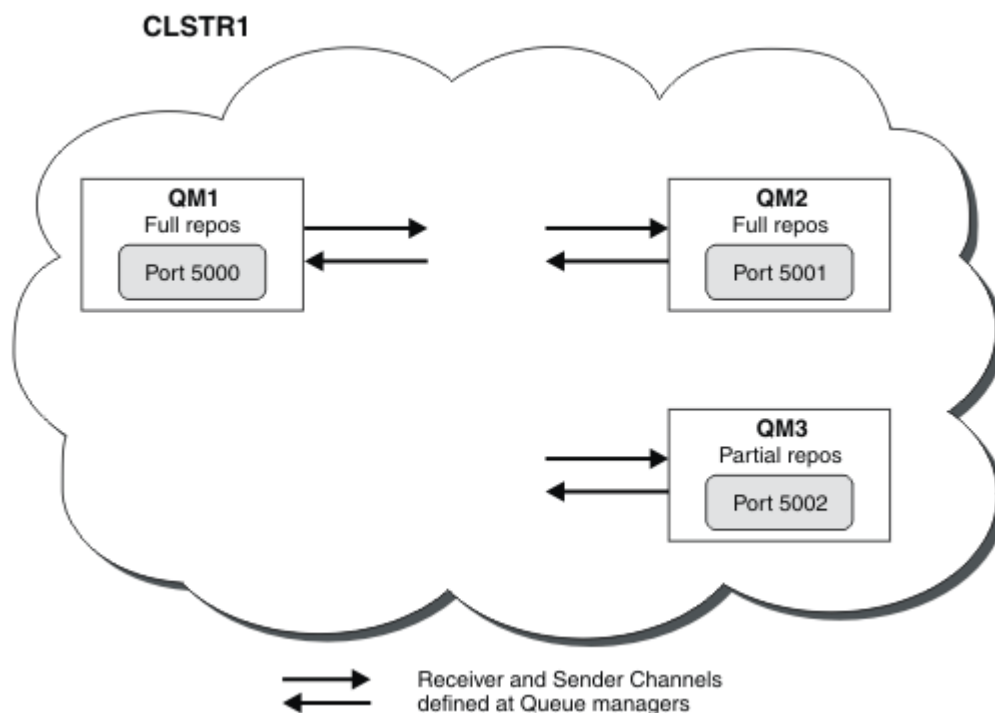 CLSTR1
QM1
Full repos
Port 5000
QM2
Full repos
Port 5001
QM3
Partial repos
Port 5002
Receiver and Sender Channels
defined at Queue managers